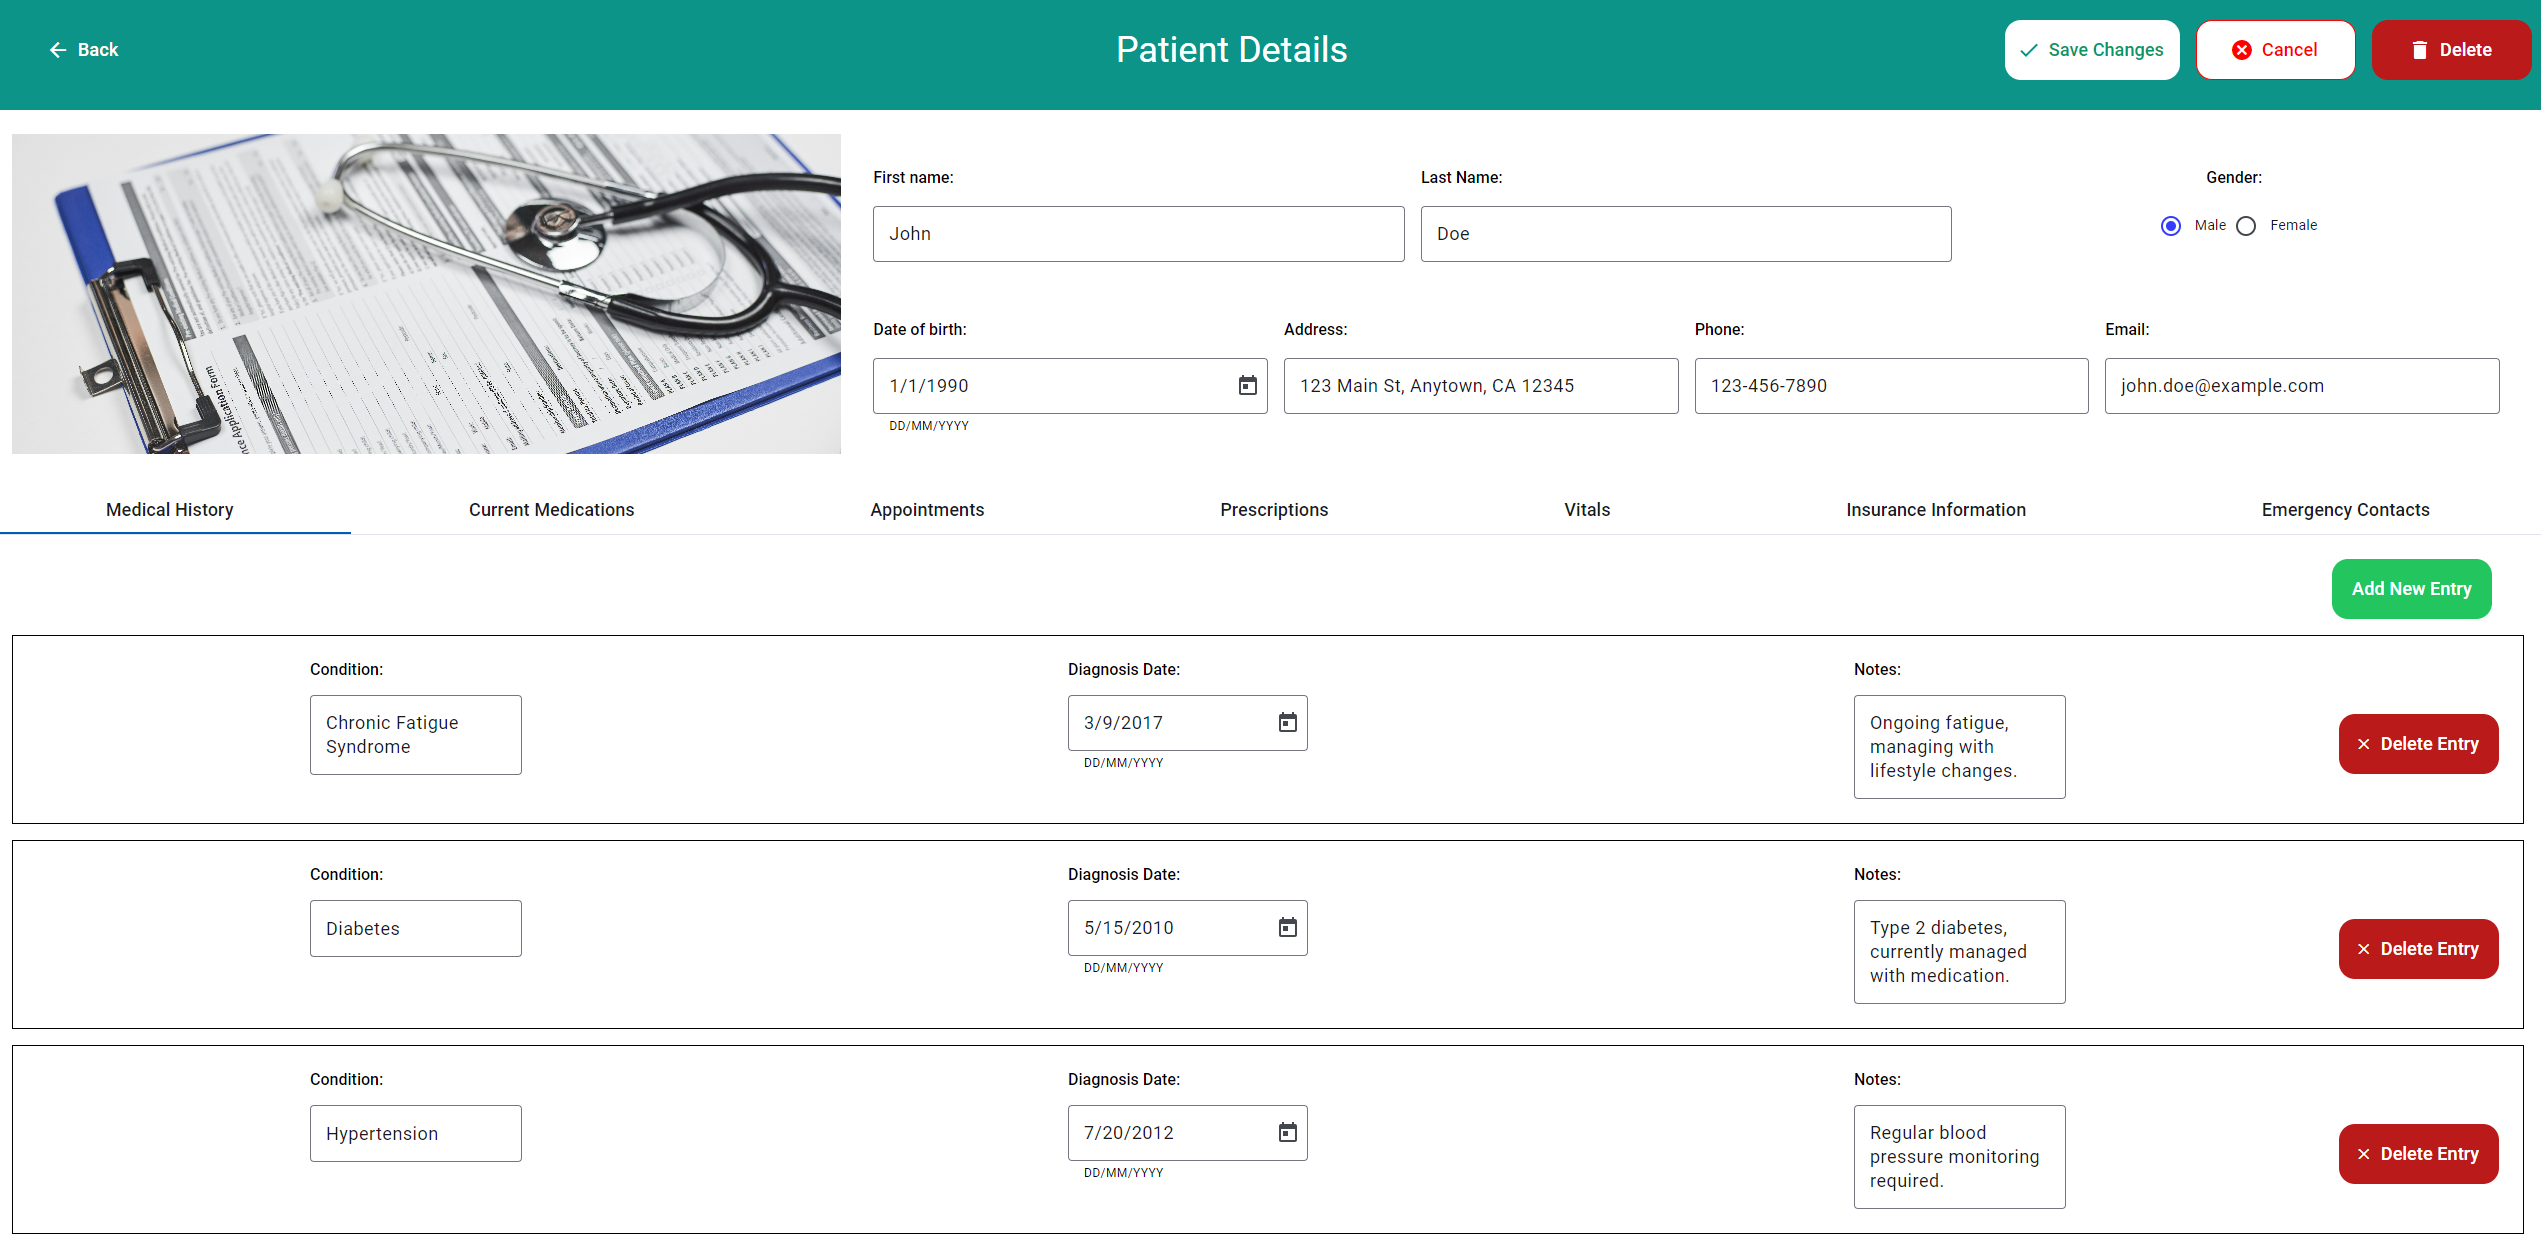 Back
Patient Details
Save Changes
Cancel
Delete
First name:
Last Name:
Gender:
John
Doe
Male
Female
Date of birth:
Address:
Phone:
Email:
1/1/1990
123 Main St, Anytown, CA 12345
123-456-7890
john.doe@example.com
DD/MM/YYYY
Medical History
Current Medications
Appointments
Prescriptions
Vitals
Insurance Information
Emergency Contacts
Add New Entry
Condition:
Diagnosis Date:
Notes:
Chronic Fatigue
Syndrome
3/9/2017
DD/MM/YYYY
Ongoing fatigue,
managing with
lifestyle changes.
Delete Entry
Condition:
Diagnosis Date:
Notes:
Diabetes
5/15/2010
DD/MM/YYYY
Type 2 diabetes,
currently managed
with medication.
Delete Entry
Condition:
Diagnosis Date:
Notes:
Hypertension
7/20/2012
DD/MM/YYYY
Regular blood
pressure monitoring
required.
Delete Entry